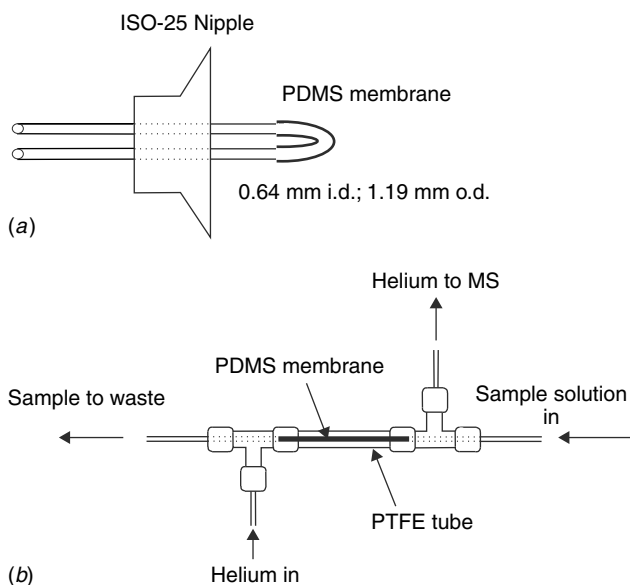 ISO-25 Nipple
PDMS membrane
0.64 mm i.d.; 1.19 mm o.d.
(a)
Helium to MS
PDMS membrane
Sample to waste
Sample solution
in
PTFE tube
(b)
Helium in